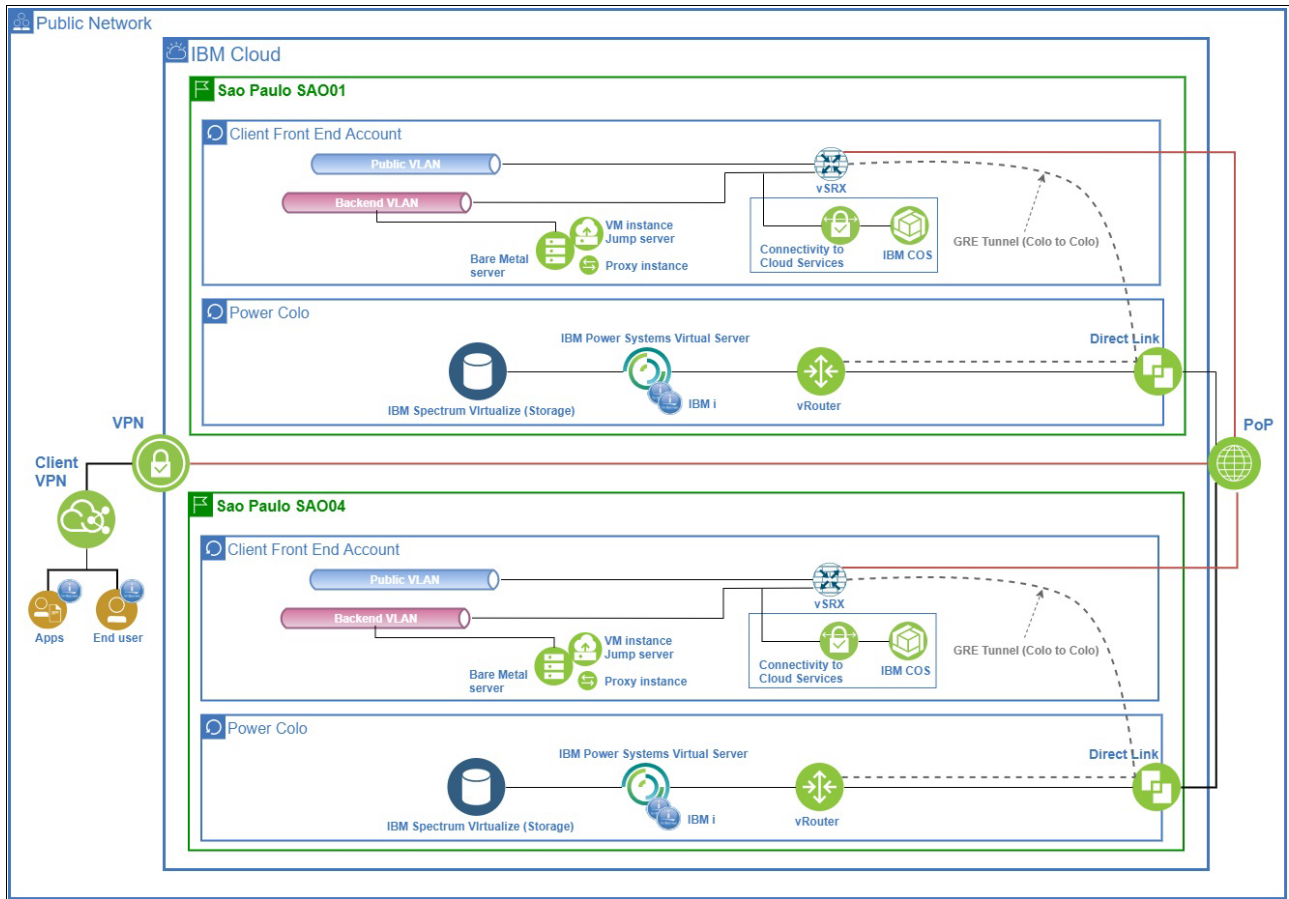 Public Network
IBM Cloud
Sao Paulo SAO01
Client Front End Account
Public VLAN
vSRX
Backend VLAN
VM instance
Jump server
Bare Metal
server
Proxy instance
Connectivity to
Cloud Services
IBM COS
GRE Tunnel (Colo to Colo)
Power Colo
IBM Power Systems Virtual Server
Direct Link
IBM i
IBM Spectrum VIrtualize (Storage)
vRouter
VPN
PoP
Client
VPN
Sao Paulo SAO04
Client Front End Account
Public VLAN
vSRX
Backend VLAN
VM instance
Jump server
Bare Metal
server
Proxy instance
Connectivity to
Cloud Services
IBM COS
GRE Tunnel (Colo to Colo)
Apps
End user
Power Colo
IBM Power Systems Virtual Server
Direct Link
IBM i
IBM Spectrum VIrtualize (Storage)
vRouter